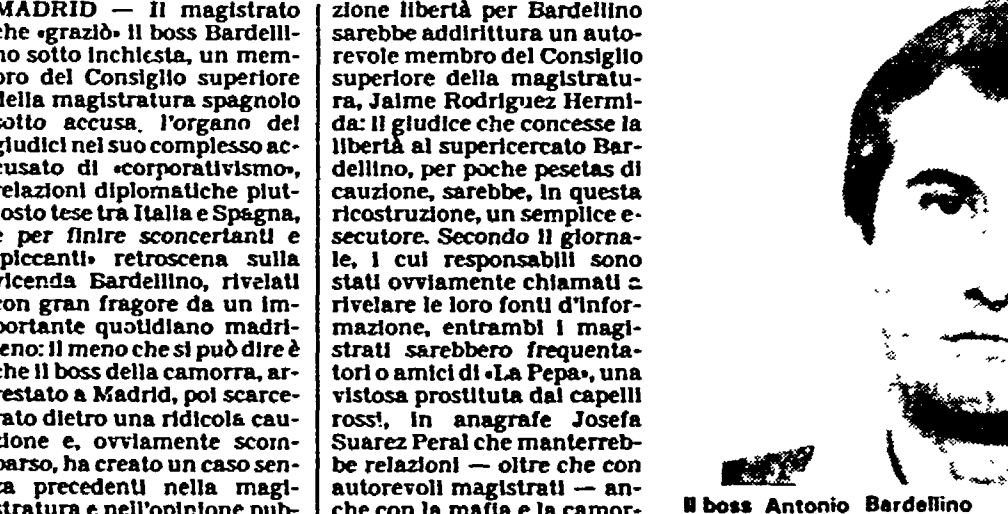 MADRID — Il magistrato
che «graziò» il boss Bardelli-
no sotto inchiesta, un mem-
bro del Consiglio superiore
della magistratura spagnolo
sotto accusa, l'organo dei
giudici nel suo complesso ac-
cusato di «corporativismo»,
relazioni diplomatiche piut-
tosto tese tra Italia e Spagna,
e per finire sconcertanti e
«piccanti» retroscena sulla
vicenda Bardellino, rivelati
con gran fragore da un im-
portante quotidiano madri-
leno: il meno che si può dire è
che il boss della camorra, ar-
restato a Madrid, poi scarce-
rato dietro una ridicola cau-
zione e, ovviamente scom-
parso, ha creato un caso sen-
za precedenti nella magi-
stratura e nell'opinione pub-
zione libertà per Bardellino
sarebbe addirittura un auto-
revole membro del Consiglio
superiore della magistratu-
ra, Jaime Rodriguez Hermi-
da: il giudice che concesse la
libertà al supericercato Bar-
dellino, per poche pesetas di
cauzione, sarebbe, in questa
ricostruzione, un semplice e-
secutore. Secondo il giorna-
le, i cui responsabili sono
stati ovviamente chiamati a
rivelare le loro fonti d'infor-
mazione, entrambi i magi-
strati sarebbero frequenta-
tori o amici di «La Pepa», una
vistosa prostituta dai capelli
rossi, in anagrafe Josefa
Suarez Peral che manterreb-
be relazioni — oltre che con
autorevoli magistrati — an-
che con la mafia e la camor-
Il boss Antonio Bardellino